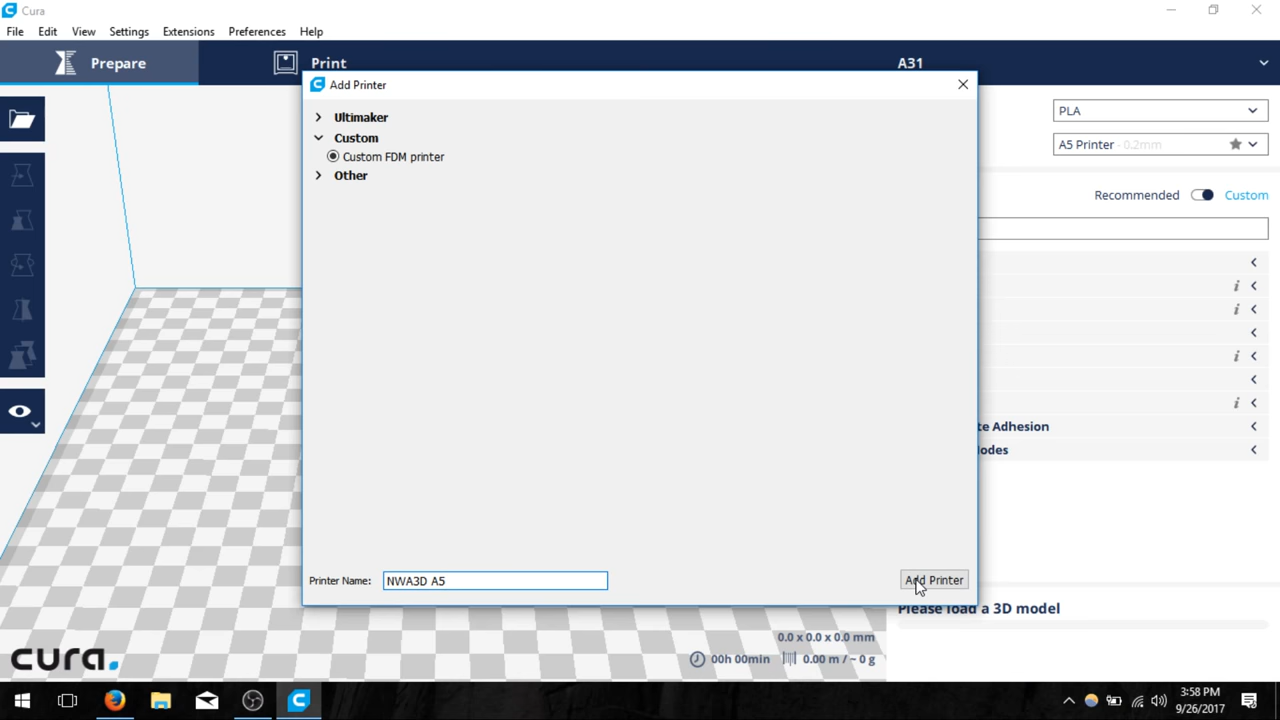 Cura
File Edit View Settings Extensions Preferences Help
Prepare Print A31
Add Printer
Ultimaker
Custom
Custom FDM printer
Other
PLA
A5 Printer - 0.2mm
Recommended Custom
i
i
i
i
te Adhesion
odes
Printer Name: NWA3D A5 Add Printer
Please load a 3D model
0.0 x 0.0 x 0.0 mm
00h 00min 0.00 m / ~ 0 g
cura.
3:58 PM
9/26/2017